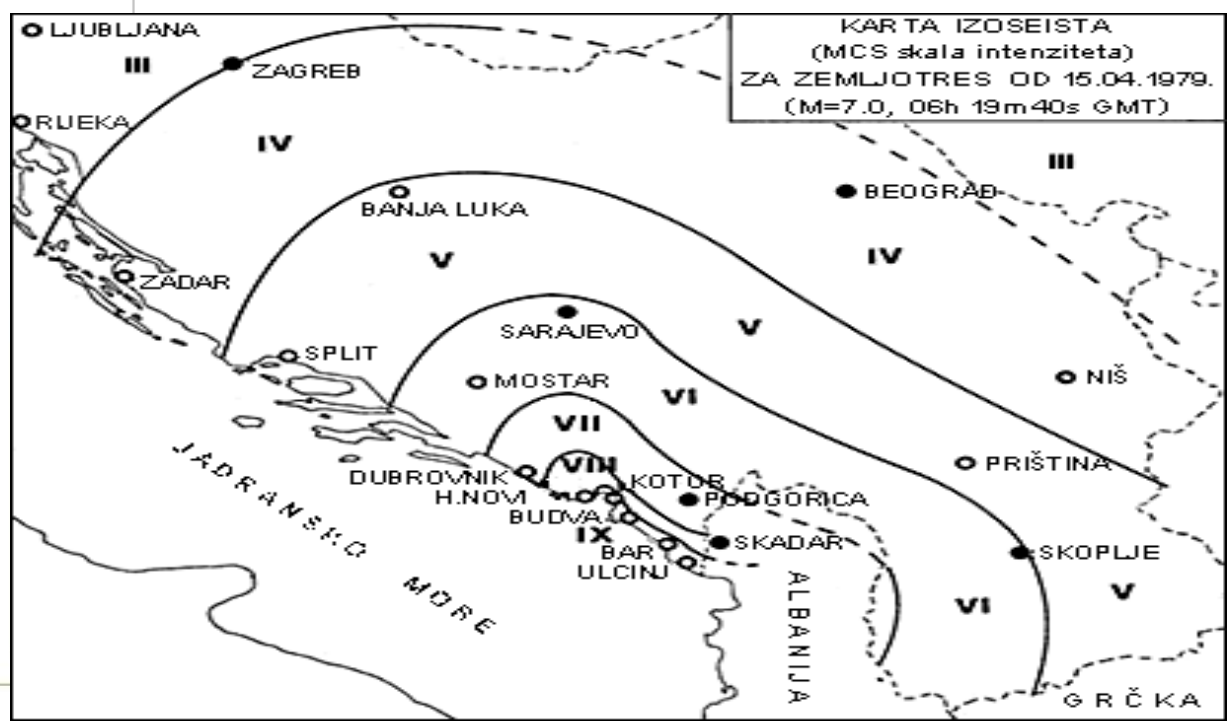 KARTA IZOSEISTA
(MCS skala intenziteta)
ZA ZEMLJOTRES OD 15.04.1979.
(M=7.0, 06h 19m40s GMT)
LJUBLJANA
III
ZAGREB
RIJEKA
IV
III
BEOGRAD
BANJA LUKA
V
IV
ZADAR
SARAJEVO
V
SPLIT
MOSTAR
VI
NIŠ
VII
VIII
PRIŠTINA
DUBROVNIK
KOTOR
H.NOVI
PODGORICA
BUDVA
IX
BAR
SKADAR
SKOPLJE
ULCINJ
VI
V
JADRANSKO MORE
ALBANIJA
GRČKA